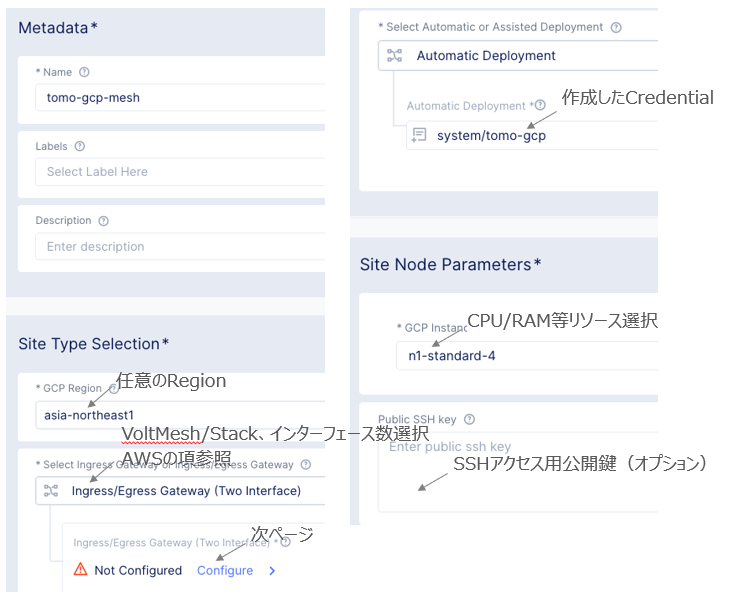 Metadata*
* Name
tomo-gcp-mesh
Labels
Select Label Here
Description
Enter description
Site Type Selection*
* GCP Region
任意のRegion
asia-northeast1
VoltMesh/Stack、インターフェース数選択
* Select Ingress Gateway or Ingress/Egress Gateway
AWSの項参照
Ingress/Egress Gateway (Two Interface)
次ページ
Ingress/Egress Gateway (Two Interface) *
Not Configured Configure
* Select Automatic or Assisted Deployment
Automatic Deployment
作成したCredential
Automatic Deployment *
system/tomo-gcp
Site Node Parameters*
CPU/RAM等リソース選択
* GCP Instanc
n1-standard-4
Public SSH key
Enter public ssh key
SSHアクセス用公開鍵（オプション）